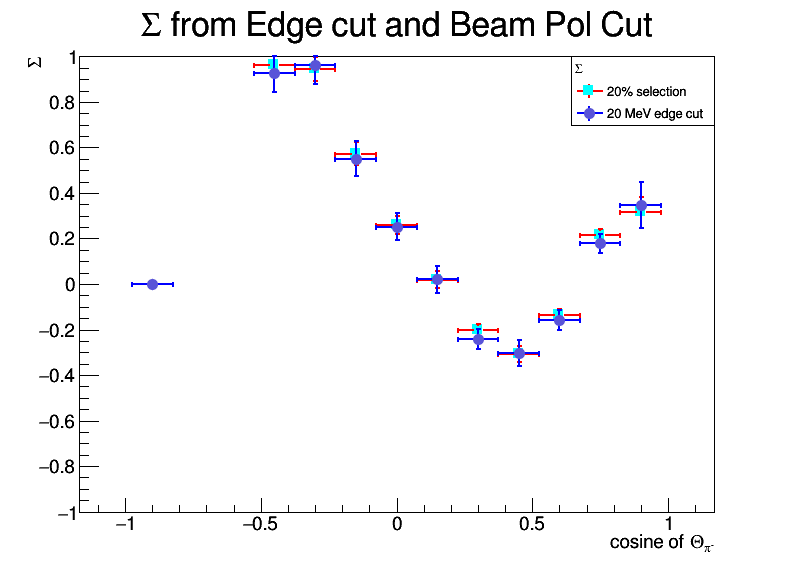 Σ from Edge cut and Beam Pol Cut
Σ
Σ
20% selection
20 MeV edge cut
1
0.8
0.6
0.4
0.2
0
−0.2
−0.4
−0.6
−0.8
−1
−1 −0.5 0 0.5 1
cosine of Θπ-